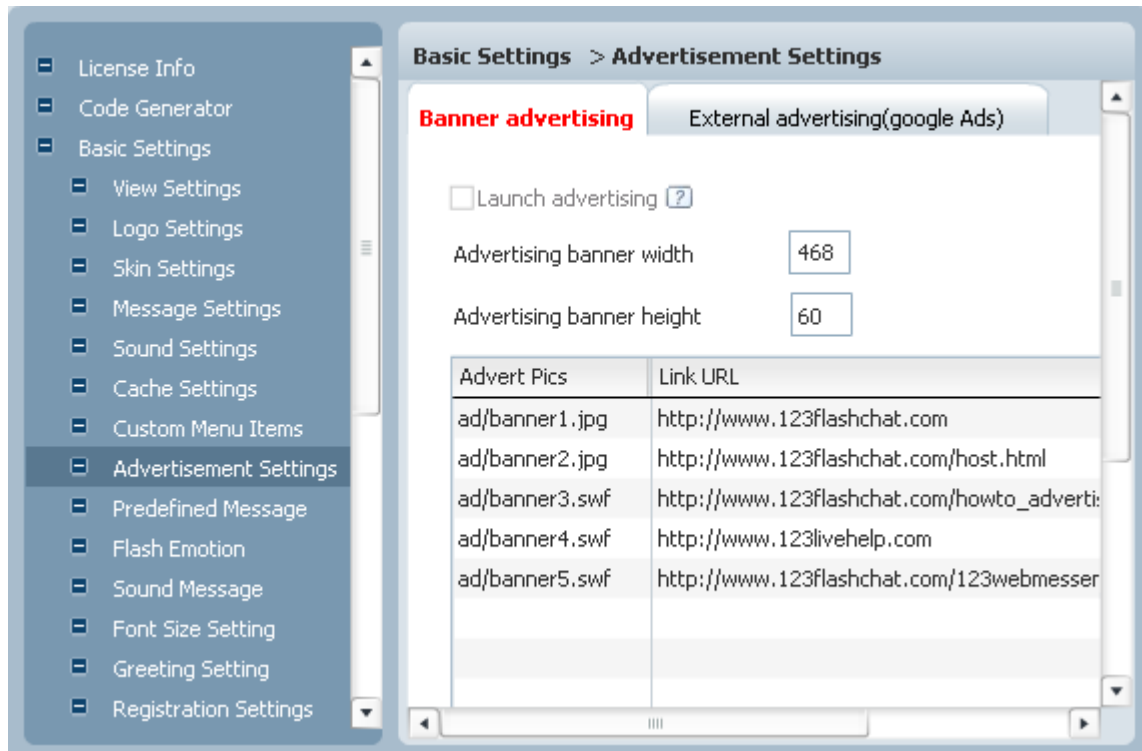 License Info
Code Generator
Basic Settings
View Settings
Logo Settings
Skin Settings
Message Settings
Sound Settings
Cache Settings
Custom Menu Items
Advertisement Settings
Predefined Message
Flash Emotion
Sound Message
Font Size Setting
Greeting Setting
Registration Settings
Basic Settings > Advertisement Settings
Banner advertising External advertising(google Ads)
Launch advertising ?
Advertising banner width 468
Advertising banner height 60
Advert Pics Link URL
ad/banner1.jpg http://www.123flashchat.com
ad/banner2.jpg http://www.123flashchat.com/host.html
ad/banner3.swf http://www.123flashchat.com/howto_adverti
ad/banner4.swf http://www.123livehelp.com
ad/banner5.swf http://www.123flashchat.com/123webmesser